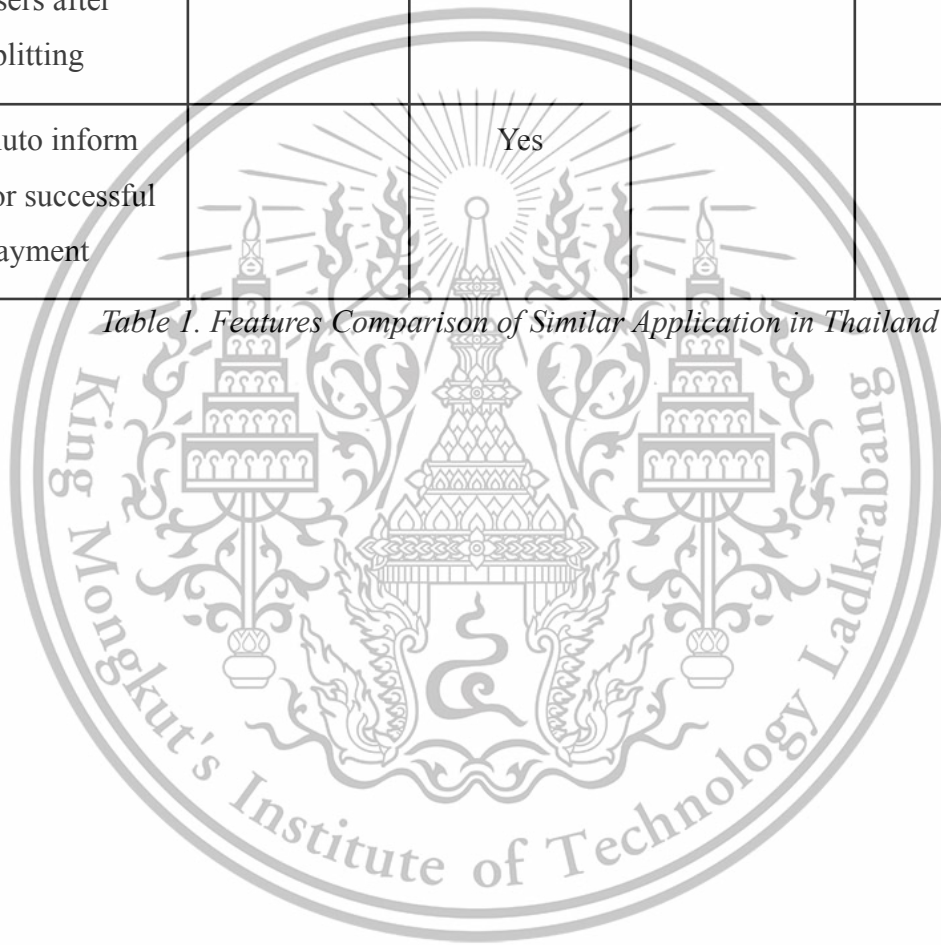 sers after
plitting
uto inform
Yes
or successful
ayment
Table 1. Features Comparison of Similar Application in Thailand
King Mongkut's Institute of Technology Ladkrabang